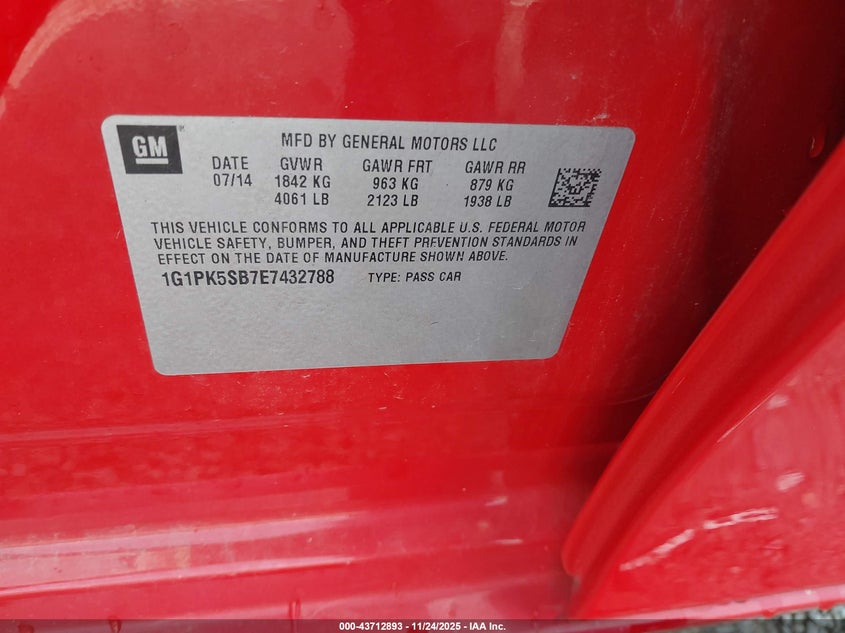 GM
MFD BY GENERAL MOTORS LLC
DATE GVWR GAWR FRT GAWR RR
07/14 1842 KG 963 KG 879 KG
4061 LB 2123 LB 1938 LB
THIS VEHICLE CONFORMS TO ALL APPLICABLE U.S. FEDERAL MOTOR
VEHICLE SAFETY, BUMPER, AND THEFT PREVENTION STANDARDS IN
EFFECT ON THE DATE OF MANUFACTURE SHOWN ABOVE.
1G1PK5SB7E7432788 TYPE: PASS CAR
000-43712893 - 11/24/2025 - IAA Inc.